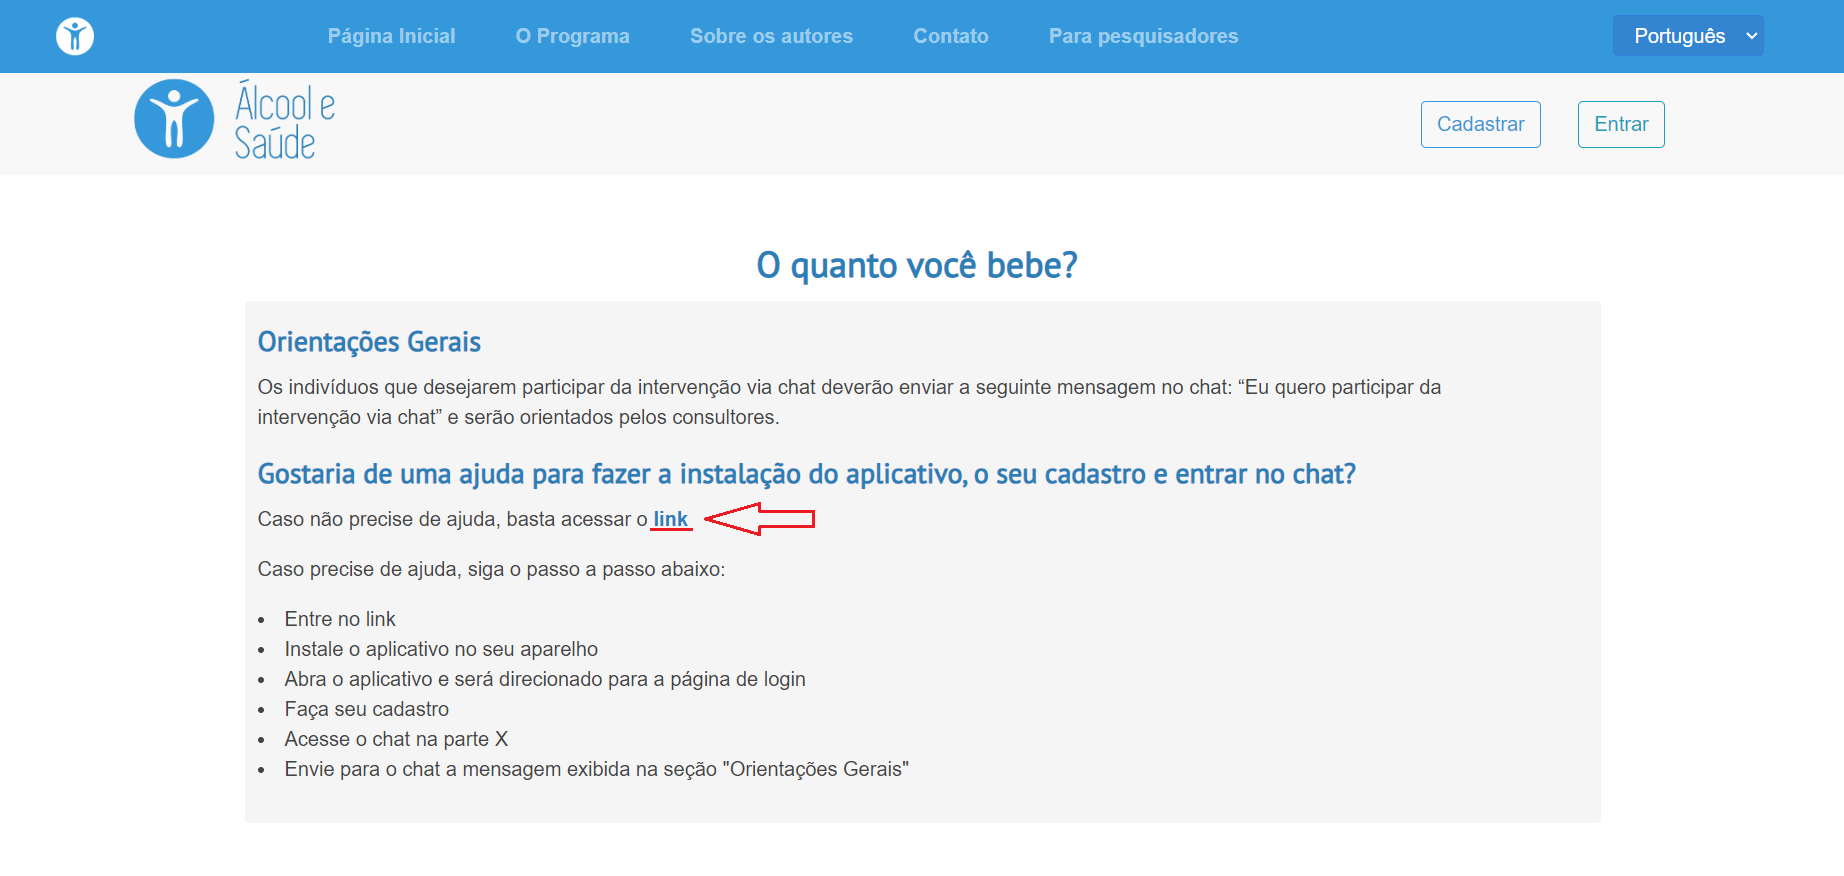 Página Inicial O Programa Sobre os autores Contato Para pesquisadores Português
Álcool e
Saúde
Cadastrar Entrar
O quanto você bebe?
Orientações Gerais
Os indivíduos que desejarem participar da intervenção via chat deverão enviar a seguinte mensagem no chat: “Eu quero participar da
intervenção via chat” e serão orientados pelos consultores.
Gostaria de uma ajuda para fazer a instalação do aplicativo, o seu cadastro e entrar no chat?
Caso não precise de ajuda, basta acessar o link
Caso precise de ajuda, siga o passo a passo abaixo:
• Entre no link
• Instale o aplicativo no seu aparelho
• Abra o aplicativo e será direcionado para a página de login
• Faça seu cadastro
• Acesse o chat na parte X
• Envie para o chat a mensagem exibida na seção "Orientações Gerais"